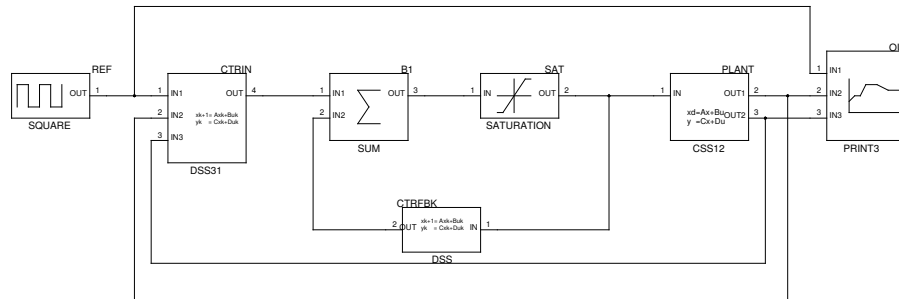 REF
OUT 1
SQUARE
CTRIN
1 IN1 OUT 4
2 IN2
3 IN3
xk+1= Axk+Buk
yk = Cxk+Duk
DSS31
B1
1 IN1 OUT 3
2 IN2
SUM
SAT
1 IN OUT 2
SATURATION
PLANT
1 IN OUT1 2
xd=Ax+Bu
y =Cx+Du
OUT2 3
CSS12
1 IN1
2 IN2
3 IN3
PRINT3
CTRFBK
xk+1= Axk+Buk
yk = Cxk+Duk
2 OUT IN 1
DSS